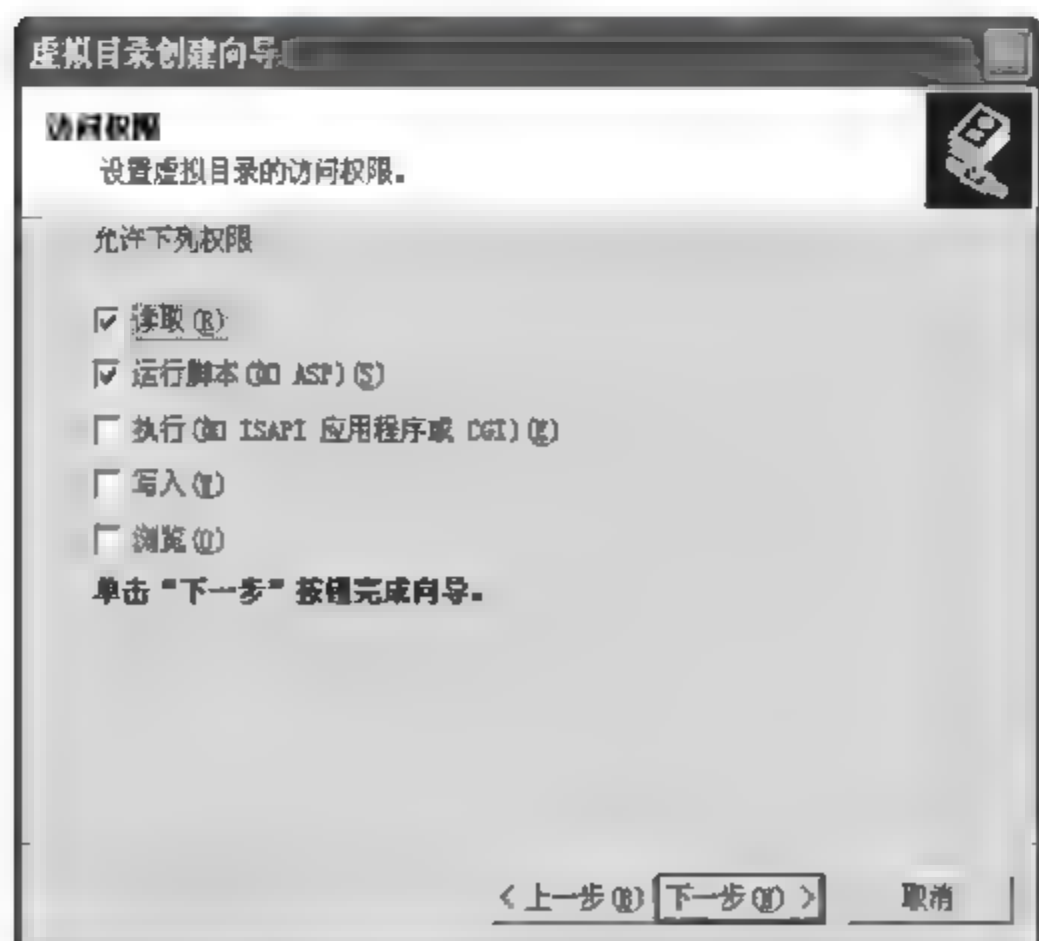 虚拟目录创建向导
访问权限
设置虚拟目录的访问权限。
允许下列权限
读取(R)
运行脚本(如 ASP)(S)
执行(如 ISAPI 应用程序或 CGI)(E)
写入(W)
浏览(O)
单击“下一步”按钮完成向导。
< 上一步(B) 下一步(N) > 取消